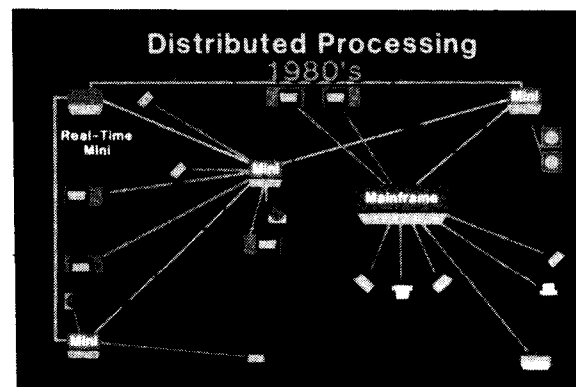 Distributed Processing
1980's
Mini
Real-Time
Mini
Mini
Mainframe
Mini